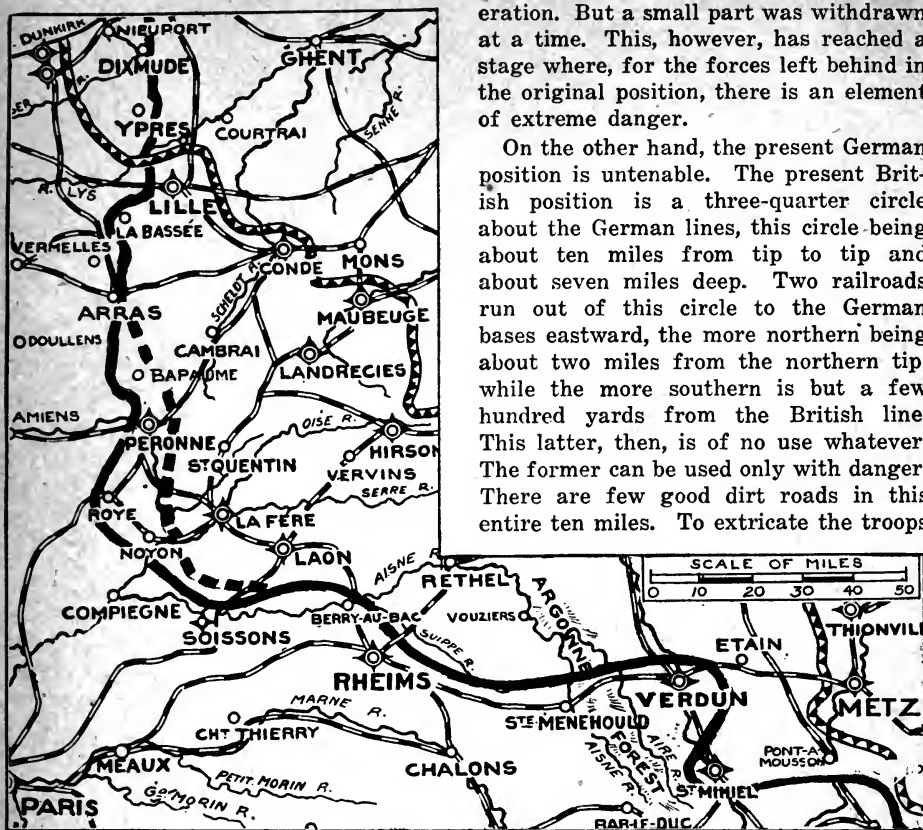 eration. But a small part was withdrawn
at a time. This, however, has reached a
stage where, for the forces left behind in
the original position, there is an element
of extreme danger.
On the other hand, the present German
position is untenable. The present Brit-
ish position is a three-quarter circle
about the German lines, this circle being
about ten miles from tip to tip and
about seven miles deep. Two railroads
run out of this circle to the German
bases eastward, the more northern being
about two miles from the northern tip
while the more southern is but a few
hundred yards from the British line
This latter, then, is of no use whatever
The former can be used only with danger
There are few good dirt roads in this
entire ten miles. To extricate the troops
DUNKIRK
NIEUPORT
DIXMUDE
GHENT
YPRES
COURTRAI
SENNE R.
R. LYS
LILLE
LA BASSÉE
VERMELLES
CONDE
MONS
SCHELDT R.
ARRAS
MAUBEUGE
DOULLENS
CAMBRAI
LANDRECIES
BAPAUME
AMIENS
PERONNE
OISE R.
HIRSON
ST QUENTIN
VERVINS
SERRE R.
ROYE
LA FÈRE
NOYON
LAON
SCALE OF MILES
0 10 20 30 40 50
AISNE R.
RETHEL
ARGONNE
COMPIEGNE
BERRY-AU-BAC
VOUZIERS
THIONVILL
SOISSONS
SUIPPE R.
ETAIN
RHEIMS
VERDUN
METZ
MARNE R.
STE MENEHOULD
CHT THIERRY
FOREST
AIRE R.
PONT-A-
MOUSSON
MEAUX
CHALONS
AISNE R.
PETIT MORIN R.
ST MIHIEL
GD MORIN R.
PARIS
BAR-LE-DUC